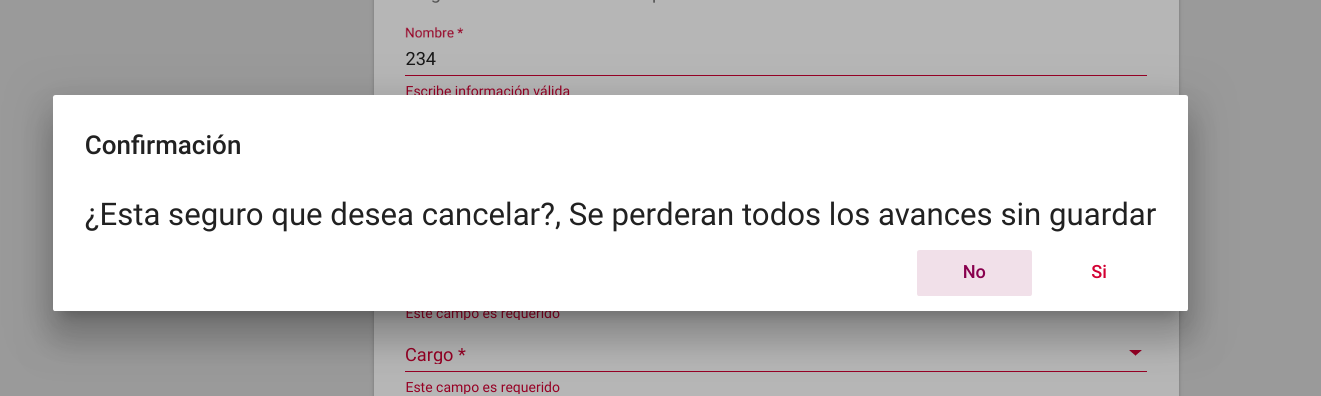 Nombre *
234
Escribe información válida
Confirmación
¿Esta seguro que desea cancelar?, Se perderan todos los avances sin guardar
No
Si
Este campo es requerido
Cargo *
Este campo es requerido